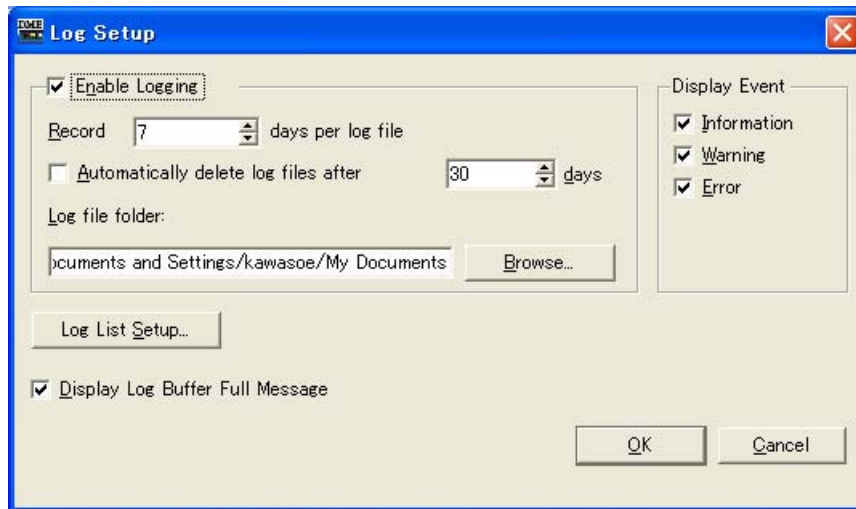 DME
Log Setup
Enable Logging
Record 7 days per log file
Automatically delete log files after 30 days
Log file folder:
ocuments and Settings/kawasoe/My Documents
Browse...
Display Event
Information
Warning
Error
Log List Setup...
Display Log Buffer Full Message
OK
Cancel